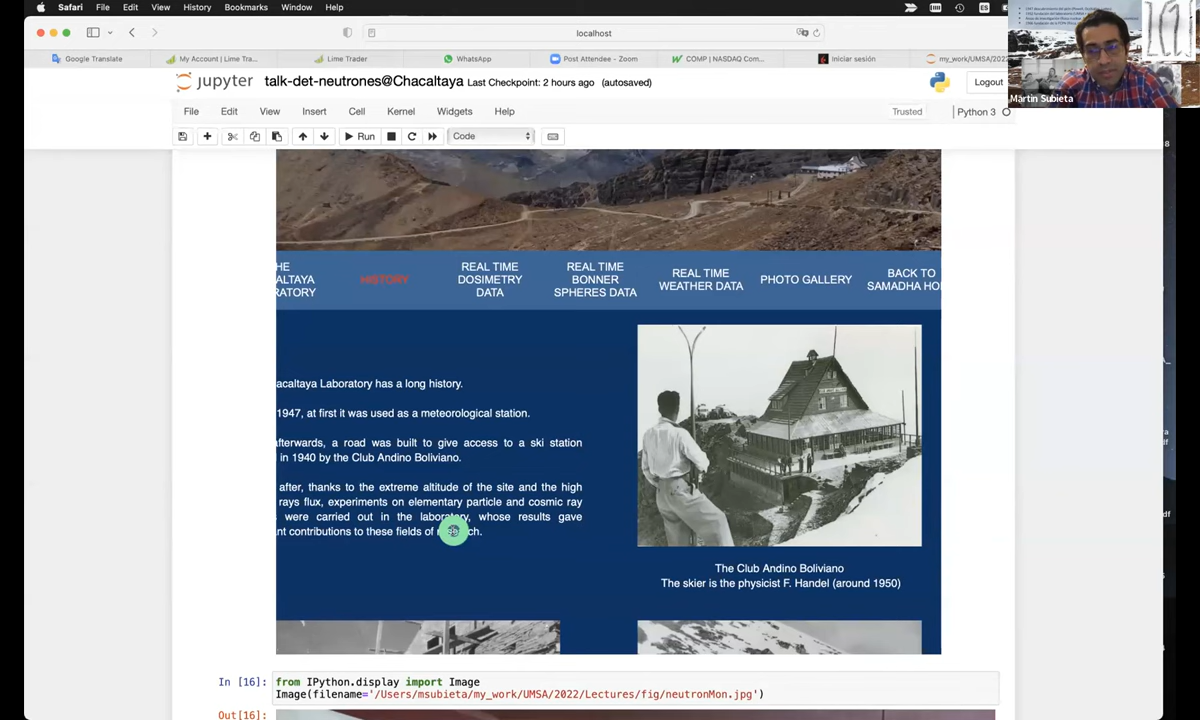 Safari File Edit View History Bookmarks Window Help ES
localhost
Google Translate My Account | Lime Tra... Lime Trader WhatsApp Post Attendee - Zoom COMP | NASDAQ Com... Iniciar sesión my_work/UMSA/202
Martin Subieta
jupyter talk-det-neutrones@Chacaltaya Last Checkpoint: 2 hours ago (autosaved) Logout
File Edit View Insert Cell Kernel Widgets Help Trusted Python 3
Run Code
HE
ALTAYA
RATORY
HISTORY
REAL TIME
DOSIMETRY
DATA
REAL TIME
BONNER
SPHERES DATA
REAL TIME
WEATHER DATA
PHOTO GALLERY
BACK TO
SAMADHA HO
acaltaya Laboratory has a long history.
1947, at first it was used as a meteorological station.
afterwards, a road was built to give access to a ski station
in 1940 by the Club Andino Boliviano.
after, thanks to the extreme altitude of the site and the high
rays flux, experiments on elementary particle and cosmic ray
were carried out in the laboratory, whose results gave
nt contributions to these fields of
The Club Andino Boliviano
The skier is the physicist F. Handel (around 1950)
In [16]: from IPython.display import Image
Image(filename='/Users/msubieta/my_work/UMSA/2022/Lectures/fig/neutronMon.jpg')
Out[16]: